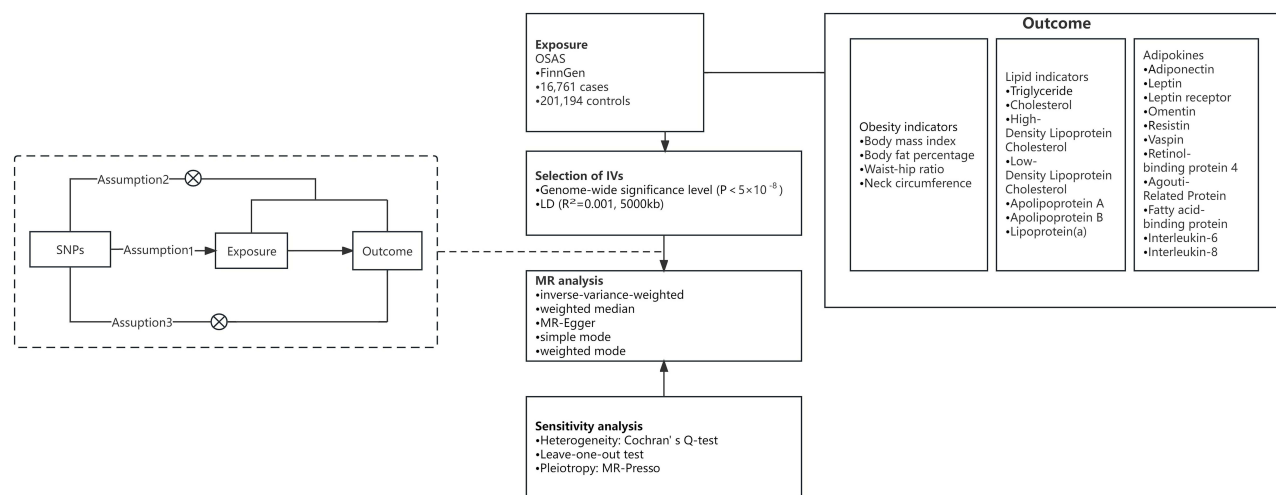 Exposure
OSAS
•FinnGen
•16,761 cases
•201,194 controls
Outcome
Obesity indicators
•Body mass index
•Body fat percentage
•Waist-hip ratio
•Neck circumference
Lipid indicators
•Triglyceride
•Cholesterol
•High-
Density Lipoprotein
Cholesterol
•Low-
Density Lipoprotein
Cholesterol
•Apolipoprotein A
•Apolipoprotein B
•Lipoprotein(a)
Adipokines
•Adiponectin
•Leptin
•Leptin receptor
•Omentin
•Resistin
•Vaspin
•Retinol-
binding protein 4
•Agouti-
Related Protein
•Fatty acid-
binding protein
•Interleukin-6
•Interleukin-8
Selection of IVs
•Genome-wide significance level (P < 5×10⁻⁸)
•LD (R²=0.001, 5000kb)
Assumption2
SNPs
Assumption1
Exposure
Outcome
Assuption3
MR analysis
•inverse-variance-weighted
•weighted median
•MR-Egger
•simple mode
•weighted mode
Sensitivity analysis
•Heterogeneity: Cochran' s Q-test
•Leave-one-out test
•Pleiotropy: MR-Presso